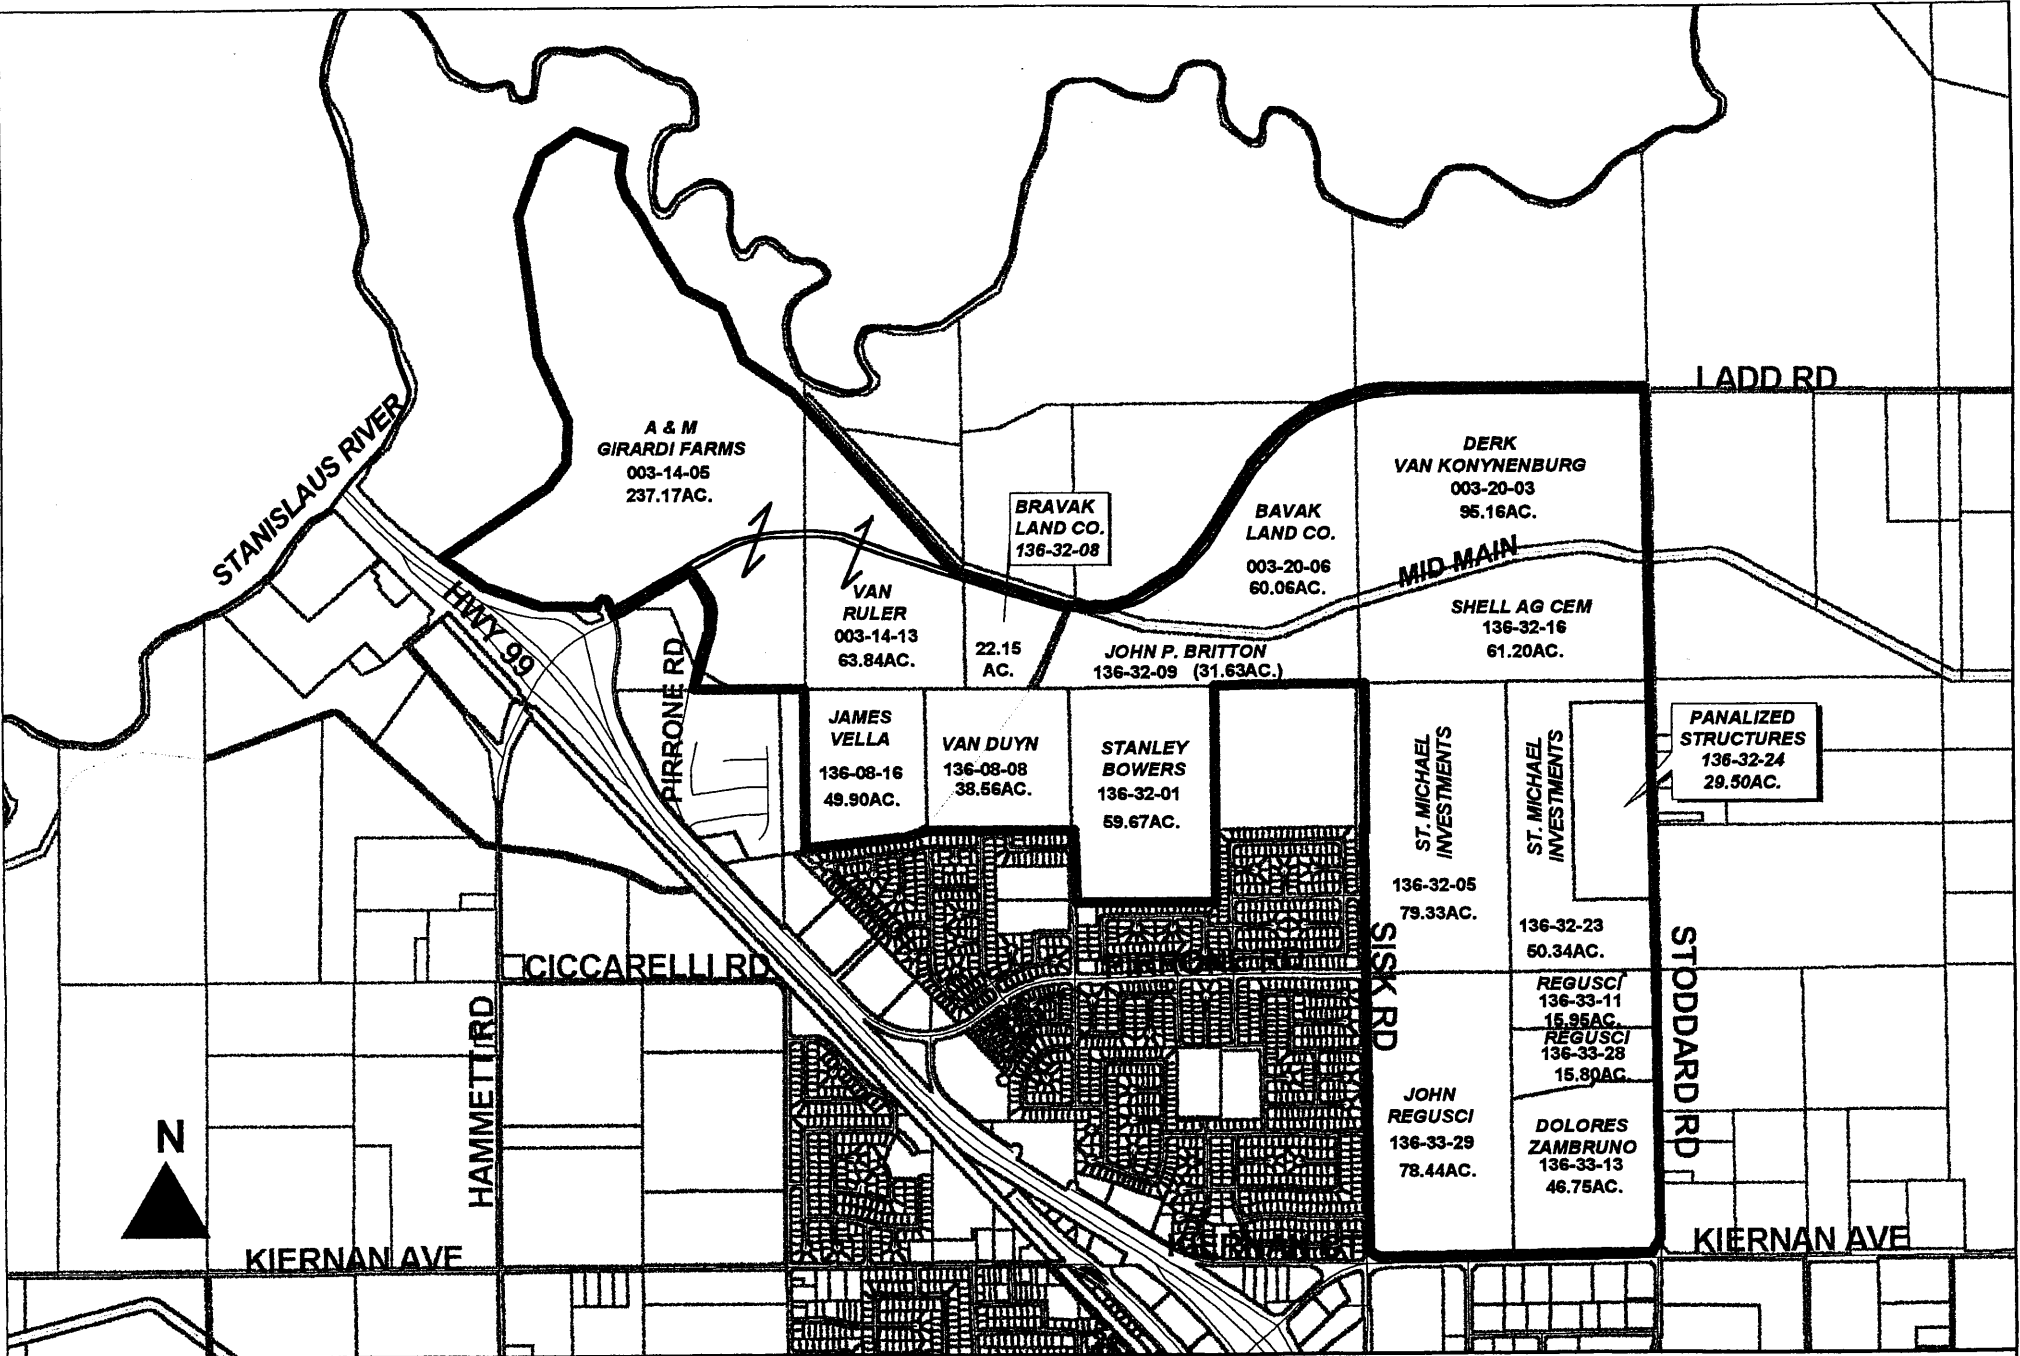 LADD RD
STANISLAUS RIVER
A & M
GIRARDI FARMS
003-14-05
237.17AC.
DERK
VAN KONYNENBURG
003-20-03
95.16AC.
BRAVAK
LAND CO.
136-32-08
BAVAK
LAND CO.
003-20-06
60.06AC.
MID MAIN
HWY 99
VAN
RULER
003-14-13
63.84AC.
22.15
AC.
JOHN P. BRITTON
136-32-09 (31.63AC.)
SHELL AG CEM
136-32-16
61.20AC.
PIRRONE RD
JAMES
VELLA
136-08-16
49.90AC.
VAN DUYN
136-08-08
38.56AC.
STANLEY
BOWERS
136-32-01
59.67AC.
ST. MICHAEL
INVESTMENTS
136-32-05
79.33AC.
ST. MICHAEL
INVESTMENTS
136-32-23
50.34AC.
PANALIZED
STRUCTURES
136-32-24
29.50AC.
CICCARELLI RD
SISK RD
STODDARD RD
REGUSCI
136-33-11
15.95AC.
REGUSCI
136-33-28
15.80AC.
HAMMETT RD
JOHN
REGUSCI
136-33-29
78.44AC.
DOLORES
ZAMBRUNO
136-33-13
46.75AC.
N
KIERNAN AVE
KIERNAN AVE